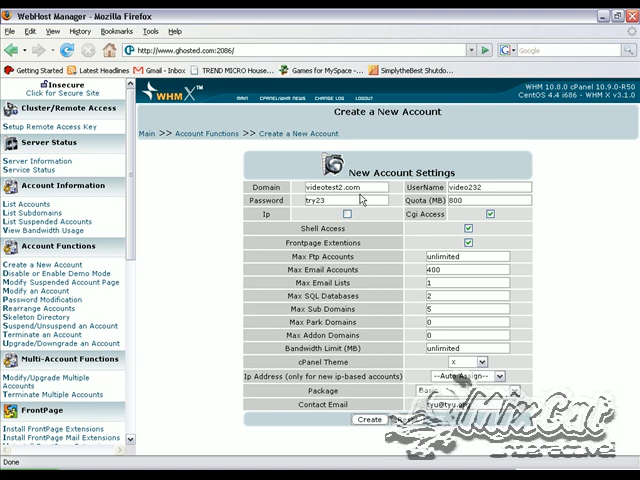 WebHost Manager - Mozilla Firefox
File Edit View History Bookmarks Tools Help
http://www.ghosted.com:2086/
Google
Getting Started Latest Headlines Gmail - Inbox TREND MICRO House... Games for MySpace -... SimplytheBest Shutdo...
Insecure
Click for Secure Site
WHM X™
MAIN CPANEL/WHM NEWS CHANGE LOG LOGOUT
WHM 10.8.0 cPanel 10.9.0-R50
CentOS 4.4 i686 - WHM X v3.1.0
Cluster/Remote Access
Setup Remote Access Key
Server Status
Server Information
Service Status
Account Information
List Accounts
List Subdomains
List Suspended Accounts
View Bandwidth Usage
Account Functions
Create a New Account
Disable or Enable Demo Mode
Modify Suspended Account Page
Modify an Account
Password Modification
Rearrange Accounts
Skeleton Directory
Suspend/Unsuspend an Account
Terminate an Account
Upgrade/Downgrade an Account
Multi-Account Functions
Modify/Upgrade Multiple
Accounts
Terminate Multiple Accounts
FrontPage
Install FrontPage Extensions
Install FrontPage Mail Extensions
Create a New Account
Main >> Account Functions >> Create a New Account
New Account Settings
Domain videotest2.com UserName video232
Password try23 Quota (MB) 800
Ip Cgi Access
Shell Access
Frontpage Extentions
Max Ftp Accounts unlimited
Max Email Accounts 400
Max Email Lists 1
Max SQL Databases 2
Max Sub Domains 5
Max Park Domains 0
Max Addon Domains 0
Bandwidth Limit (MB) unlimited
cPanel Theme x
Ip Address (only for new ip-based accounts) --Auto Assign--
Package Basic
Contact Email
Create
MixCat
Interactive
Done